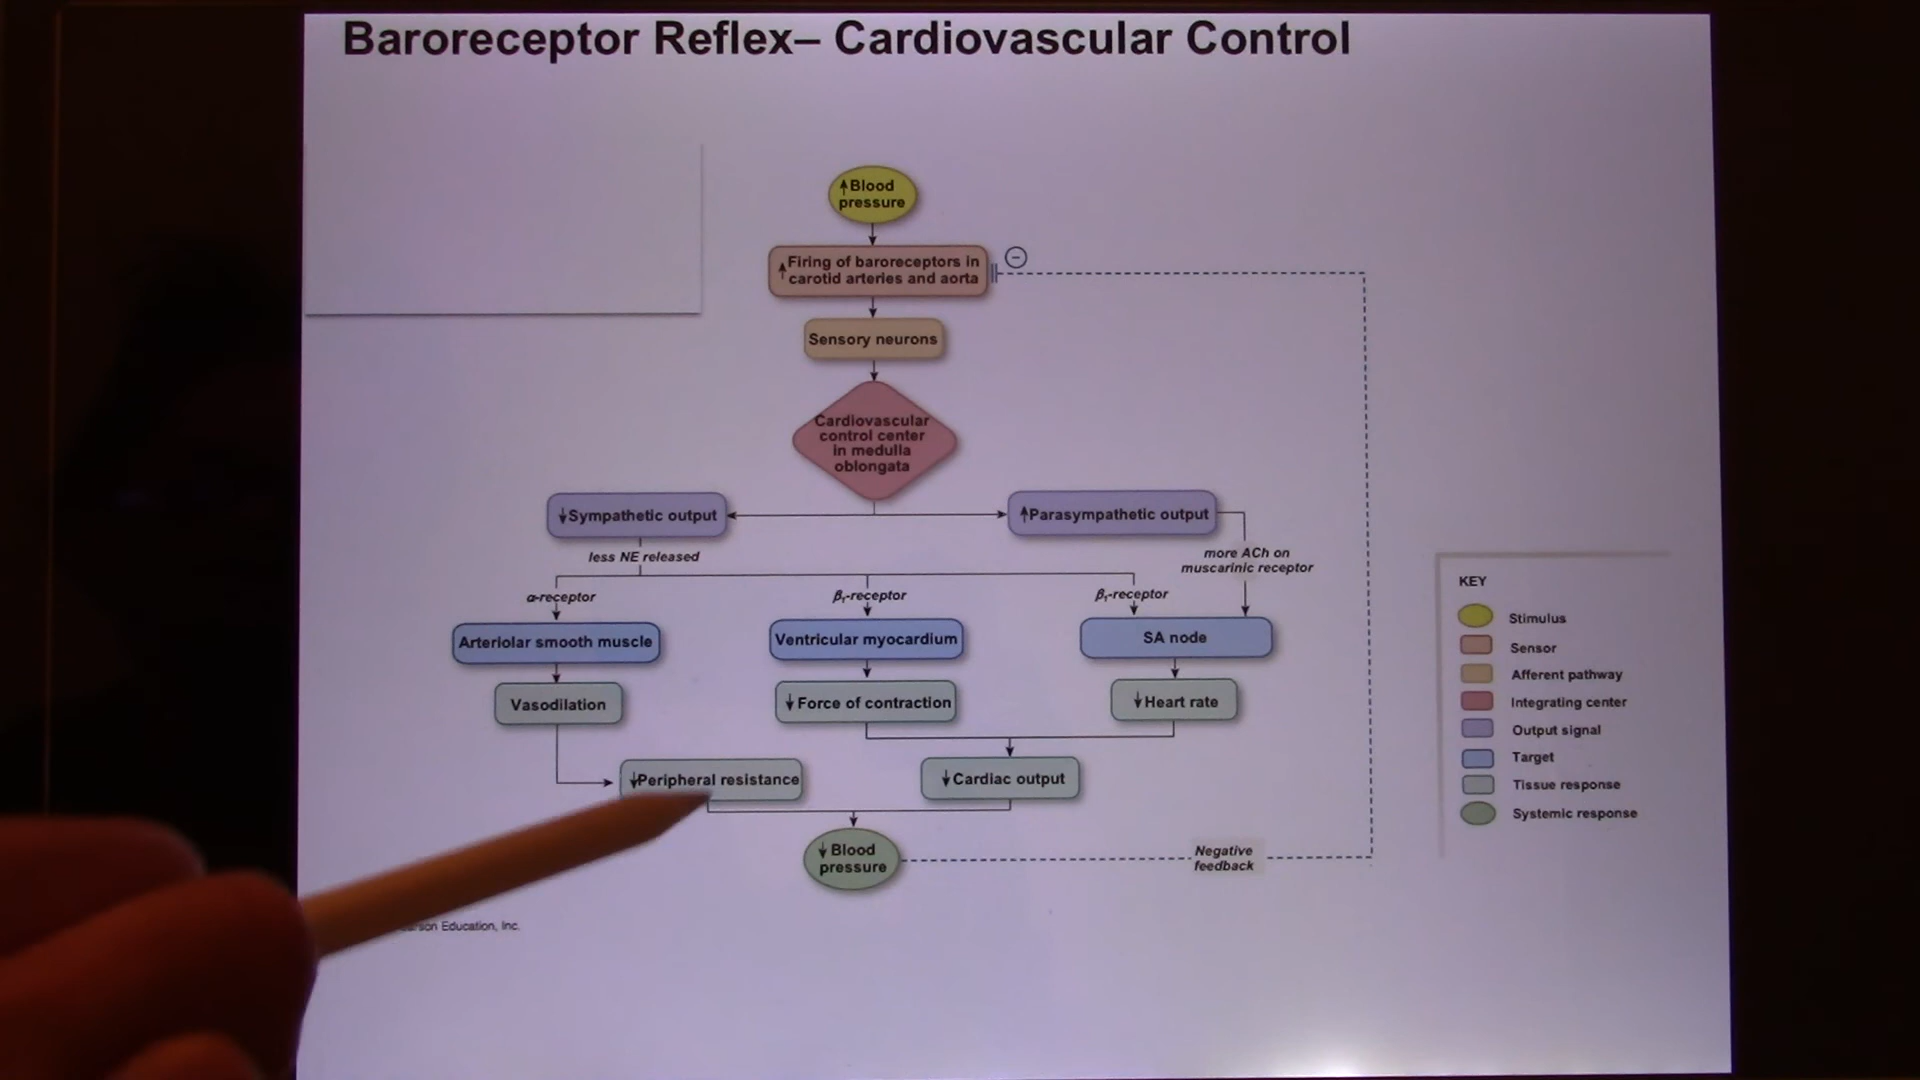 Baroreceptor Reflex– Cardiovascular Control
↑Blood
pressure
↑Firing of baroreceptors in
carotid arteries and aorta
−
Sensory neurons
Cardiovascular
control center
in medulla
oblongata
↓Sympathetic output
↑Parasympathetic output
less NE released
more ACh on
muscarinic receptor
α-receptor
β₁-receptor
β₁-receptor
Arteriolar smooth muscle
Ventricular myocardium
SA node
Vasodilation
↓Force of contraction
↓Heart rate
↓Peripheral resistance
↓Cardiac output
↓Blood
pressure
Negative
feedback
KEY
Stimulus
Sensor
Afferent pathway
Integrating center
Output signal
Target
Tissue response
Systemic response
Education, Inc.